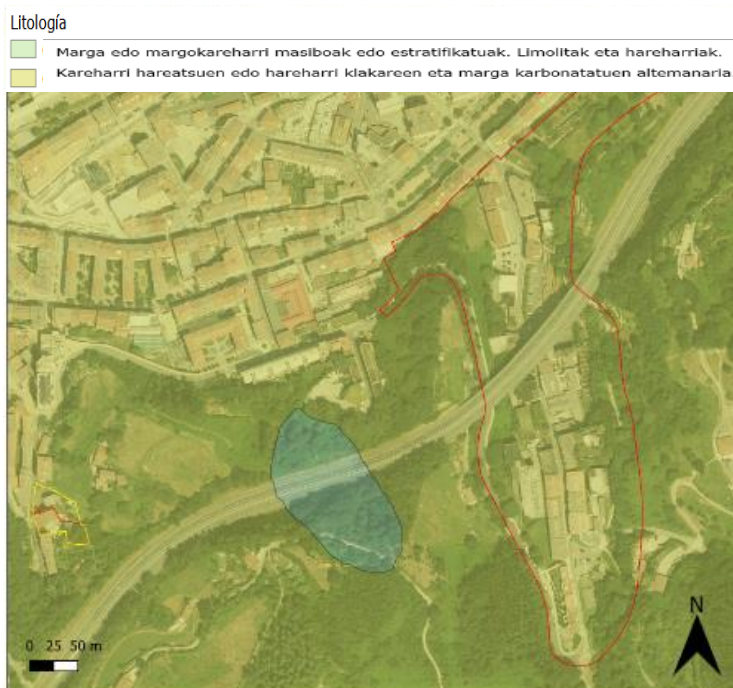 Litología
Marga edo margokareharri masiboak edo estratifikatuak. Limolitak eta hareharriak.
Kareharri hareatsuen edo hareharri klakareen eta marga karbonatatuen altemanaria.
N
0 25 50 m